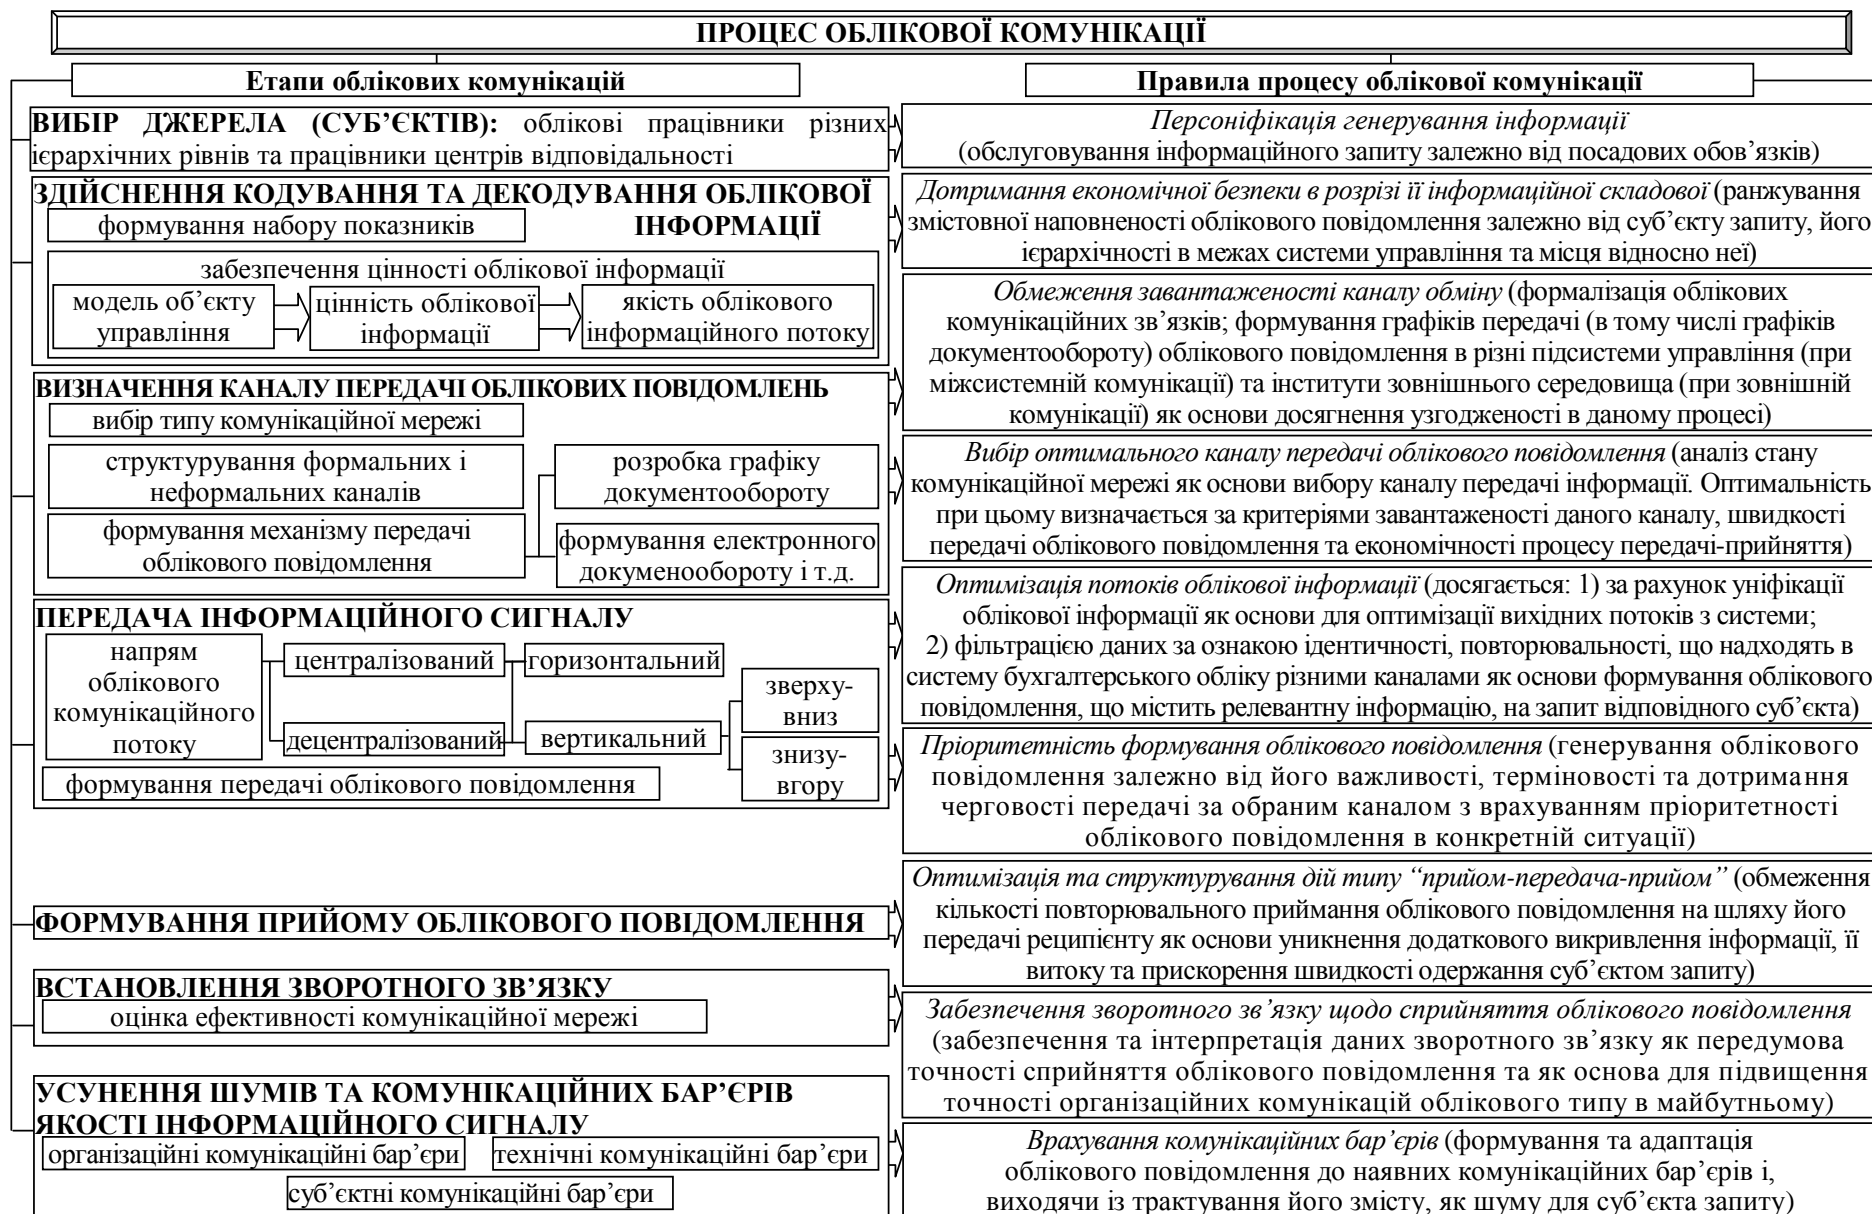 ПРОЦЕС ОБЛІКОВОЇ КОМУНІКАЦІЇ
Етапи облікових комунікацій
Правила процесу облікової комунікації
ВИБІР ДЖЕРЕЛА (СУБ’ЄКТІВ): облікові працівники різних
ієрархічних рівнів та працівники центрів відповідальності
Персоніфікація генерування інформації
(обслуговування інформаційного запиту залежно від посадових обов’язків)
ЗДІЙСНЕННЯ КОДУВАННЯ ТА ДЕКОДУВАННЯ ОБЛІКОВОЇ
ІНФОРМАЦІЇ
формування набору показників
забезпечення цінності облікової інформації
модель об’єкту
управління
цінність облікової
інформації
якість облікового
інформаційного потоку
Дотримання економічної безпеки в розрізі її інформаційної складової (ранжування
змістовної наповненості облікового повідомлення залежно від суб’єкту запиту, його
ієрархічності в межах системи управління та місця відносно неї)
Обмеження завантаженості каналу обміну (формалізація облікових
комунікаційних зв’язків; формування графіків передачі (в тому числі графіків
документообороту) облікового повідомлення в різні підсистеми управління (при
міжсистемній комунікації) та інститути зовнішнього середовища (при зовнішній
комунікації) як основи досягнення узгодженості в даному процесі)
ВИЗНАЧЕННЯ КАНАЛУ ПЕРЕДАЧІ ОБЛІКОВИХ ПОВІДОМЛЕНЬ
вибір типу комунікаційної мережі
структурування формальних і
неформальних каналів
формування механізму передачі
облікового повідомлення
розробка графіку
документообороту
формування електронного
докуменообороту і т.д.
Вибір оптимального каналу передачі облікового повідомлення (аналіз стану
комунікаційної мережі як основи вибору каналу передачі інформації. Оптимальність
при цьому визначається за критеріями завантаженості даного каналу, швидкості
передачі облікового повідомлення та економічності процесу передачі-прийняття)
ПЕРЕДАЧА ІНФОРМАЦІЙНОГО СИГНАЛУ
напрям
облікового
комунікаційного
потоку
централізований
горизонтальний
децентралізований
вертикальний
зверху-
вниз
знизу-
вгору
формування передачі облікового повідомлення
Оптимізація потоків облікової інформації (досягається: 1) за рахунок уніфікації
облікової інформації як основи для оптимізації вихідних потоків з системи;
2) фільтрацією даних за ознакою ідентичності, повторювальності, що надходять в
систему бухгалтерського обліку різними каналами як основи формування облікового
повідомлення, що містить релевантну інформацію, на запит відповідного суб’єкта)
Пріоритетність формування облікового повідомлення (генерування облікового
повідомлення залежно від його важливості, терміновості та дотримання
черговості передачі за обраним каналом з врахуванням пріоритетності
облікового повідомлення в конкретній ситуації)
ФОРМУВАННЯ ПРИЙОМУ ОБЛІКОВОГО ПОВІДОМЛЕННЯ
Оптимізація та структурування дій типу “прийом-передача-прийом” (обмеження
кількості повторювального приймання облікового повідомлення на шляху його
передачі реципієнту як основи уникнення додаткового викривлення інформації, її
витоку та прискорення швидкості одержання суб’єктом запиту)
ВСТАНОВЛЕННЯ ЗВОРОТНОГО ЗВ’ЯЗКУ
оцінка ефективності комунікаційної мережі
Забезпечення зворотного зв’язку щодо сприйняття облікового повідомлення
(забезпечення та інтерпретація даних зворотного зв’язку як передумова
точності сприйняття облікового повідомлення та як основа для підвищення
точності організаційних комунікацій облікового типу в майбутньому)
УСУНЕННЯ ШУМІВ ТА КОМУНІКАЦІЙНИХ БАР’ЄРІВ
ЯКОСТІ ІНФОРМАЦІЙНОГО СИГНАЛУ
організаційні комунікаційні бар’єри
технічні комунікаційні бар’єри
суб’єктні комунікаційні бар’єри
Врахування комунікаційних бар’єрів (формування та адаптація
облікового повідомлення до наявних комунікаційних бар’єрів і,
виходячи із трактування його змісту, як шуму для суб’єкта запиту)